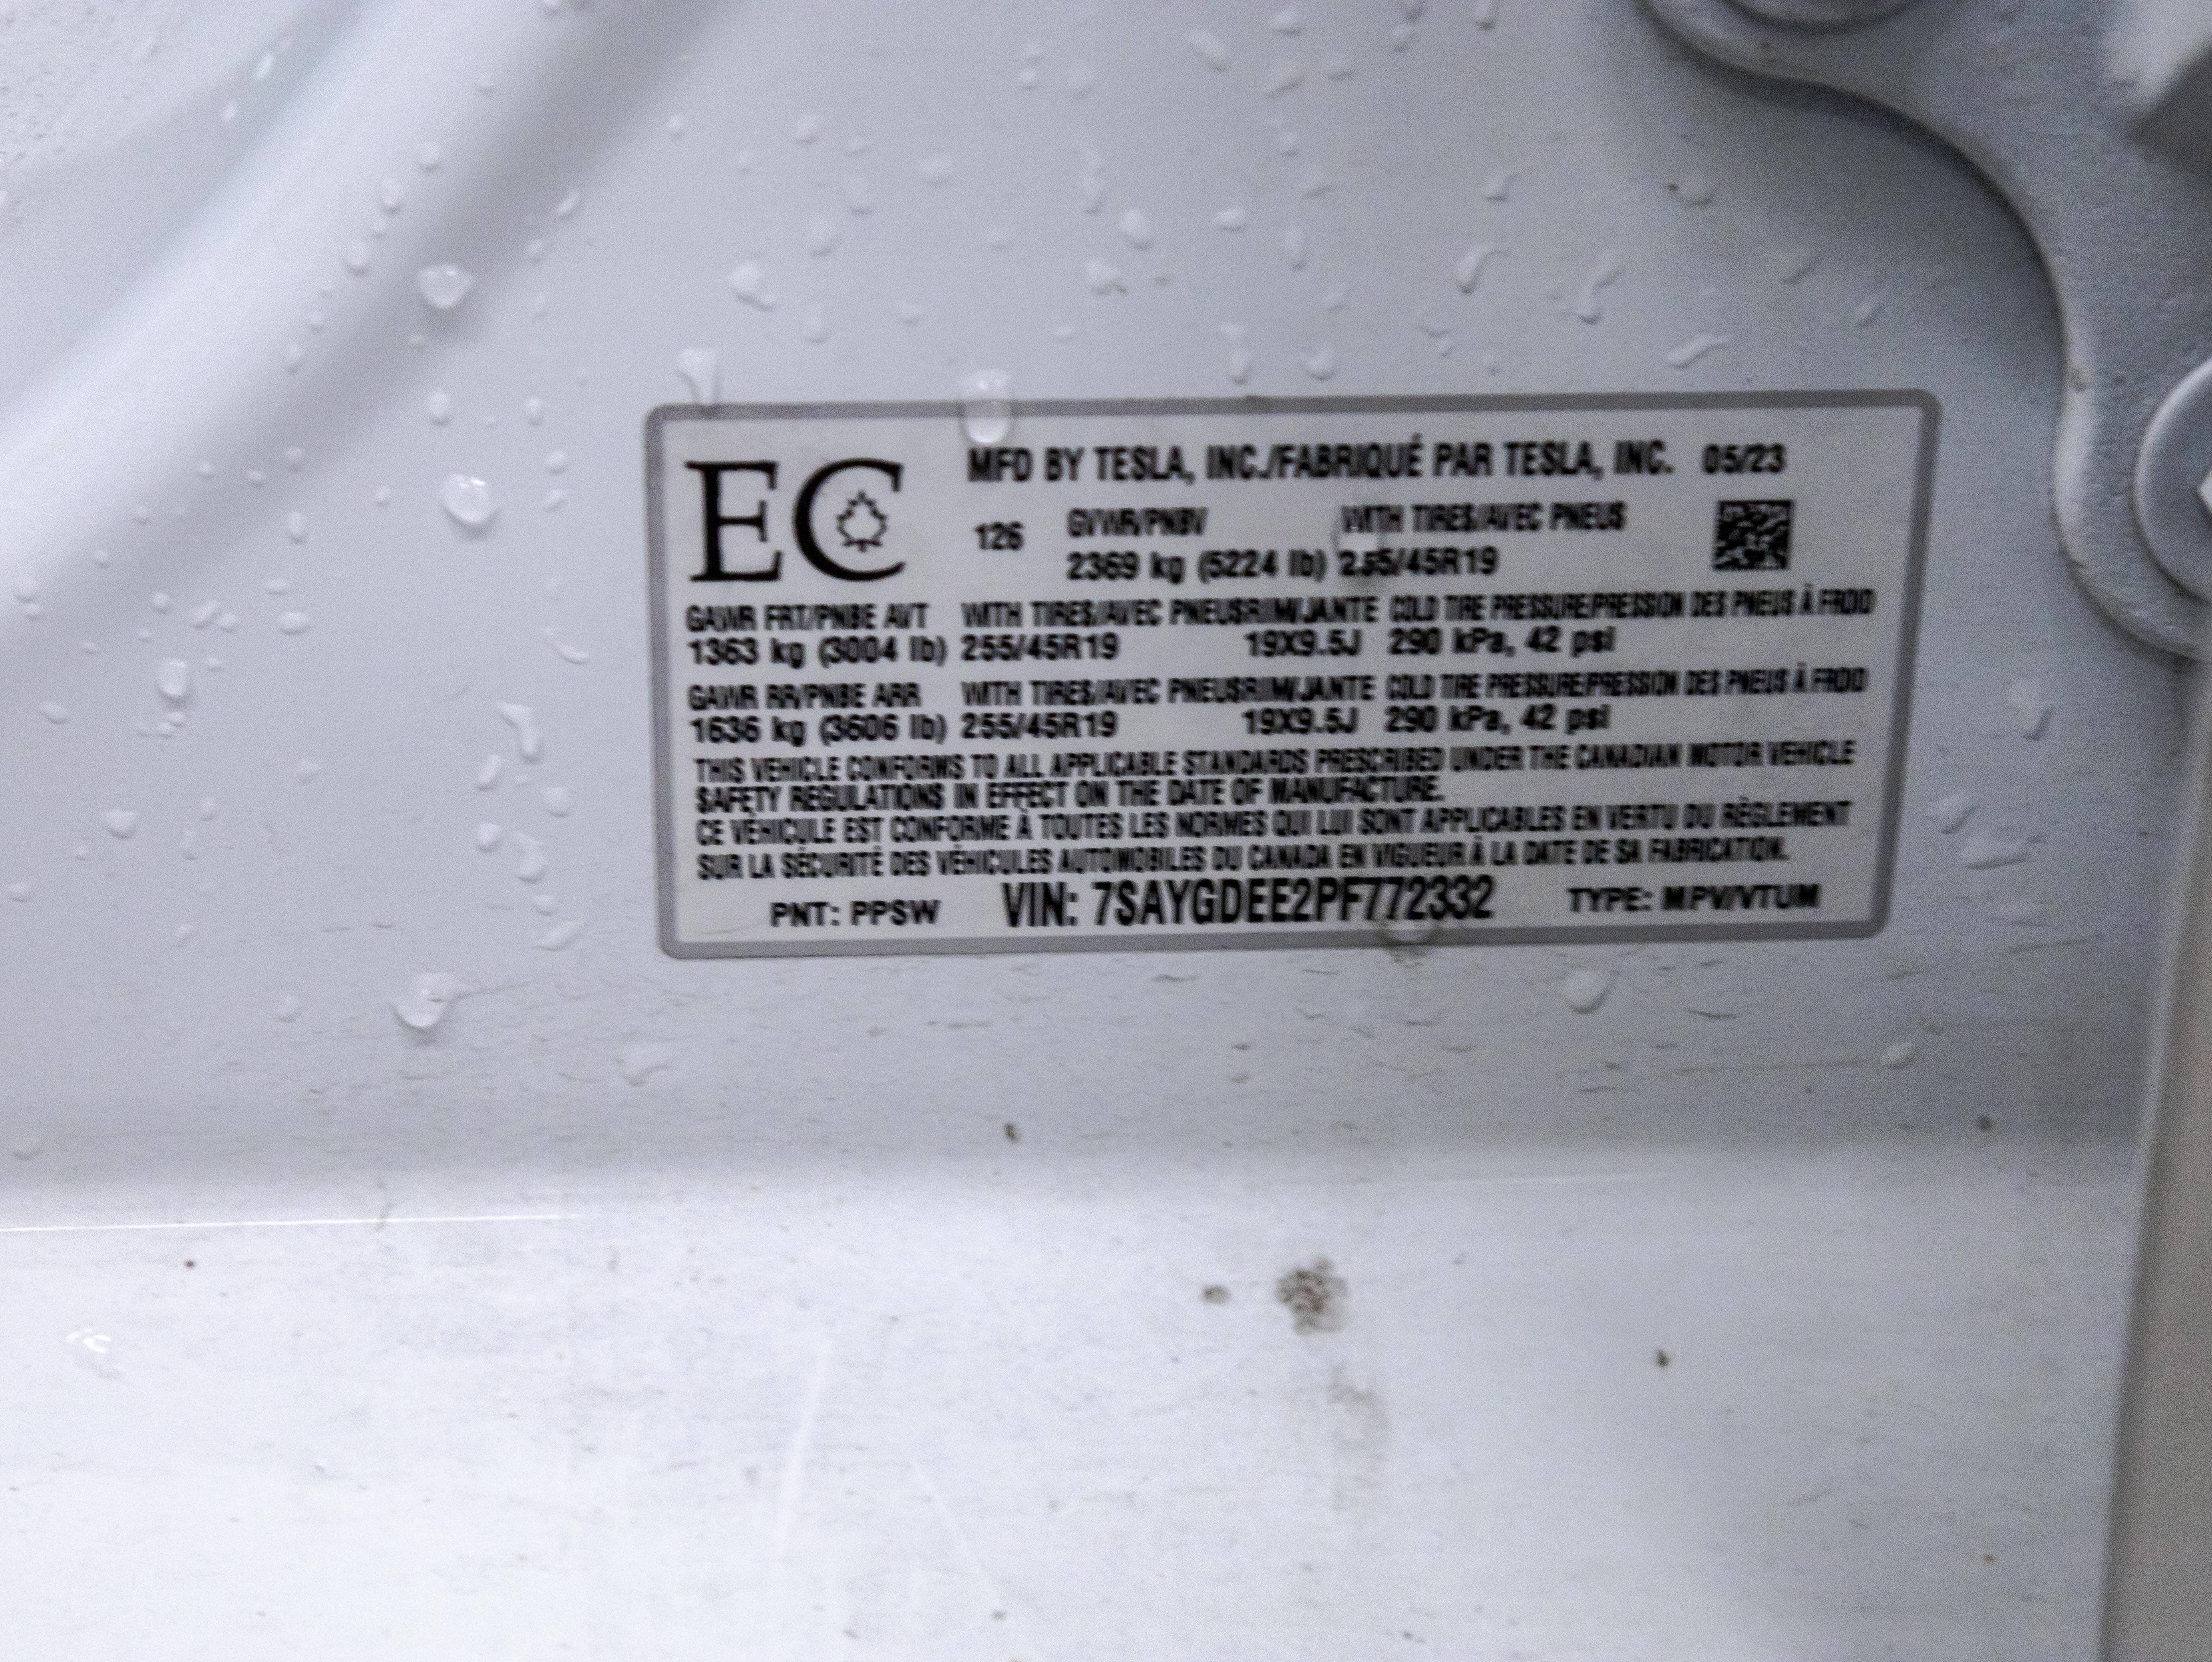 EC
MFD BY TESLA, INC./FABRIQUÉ PAR TESLA, INC. 05/23
126 GVWR/PNBV WITH TIRES/AVEC PNEUS
2369 kg (5224 lb) 255/45R19
GAWR FRT/PNBE AVT WITH TIRES/AVEC PNEUS RIM/JANTE COLD TIRE PRESSURE/PRESSION DES PNEUS À FROID
1363 kg (3004 lb) 255/45R19 19X9.5J 290 kPa, 42 psi
GAWR RR/PNBE ARR WITH TIRES/AVEC PNEUS RIM/JANTE COLD TIRE PRESSURE/PRESSION DES PNEUS À FROID
1636 kg (3606 lb) 255/45R19 19X9.5J 290 kPa, 42 psi
THIS VEHICLE CONFORMS TO ALL APPLICABLE STANDARDS PRESCRIBED UNDER THE CANADIAN MOTOR VEHICLE
SAFETY REGULATIONS IN EFFECT ON THE DATE OF MANUFACTURE.
CE VÉHICULE EST CONFORME À TOUTES LES NORMES QUI LUI SONT APPLICABLES EN VERTU DU RÈGLEMENT
SUR LA SÉCURITÉ DES VÉHICULES AUTOMOBILES DU CANADA EN VIGUEUR À LA DATE DE SA FABRICATION.
PNT: PPSW VIN: 7SAYGDEE2PF772332 TYPE: MPV/VTUM